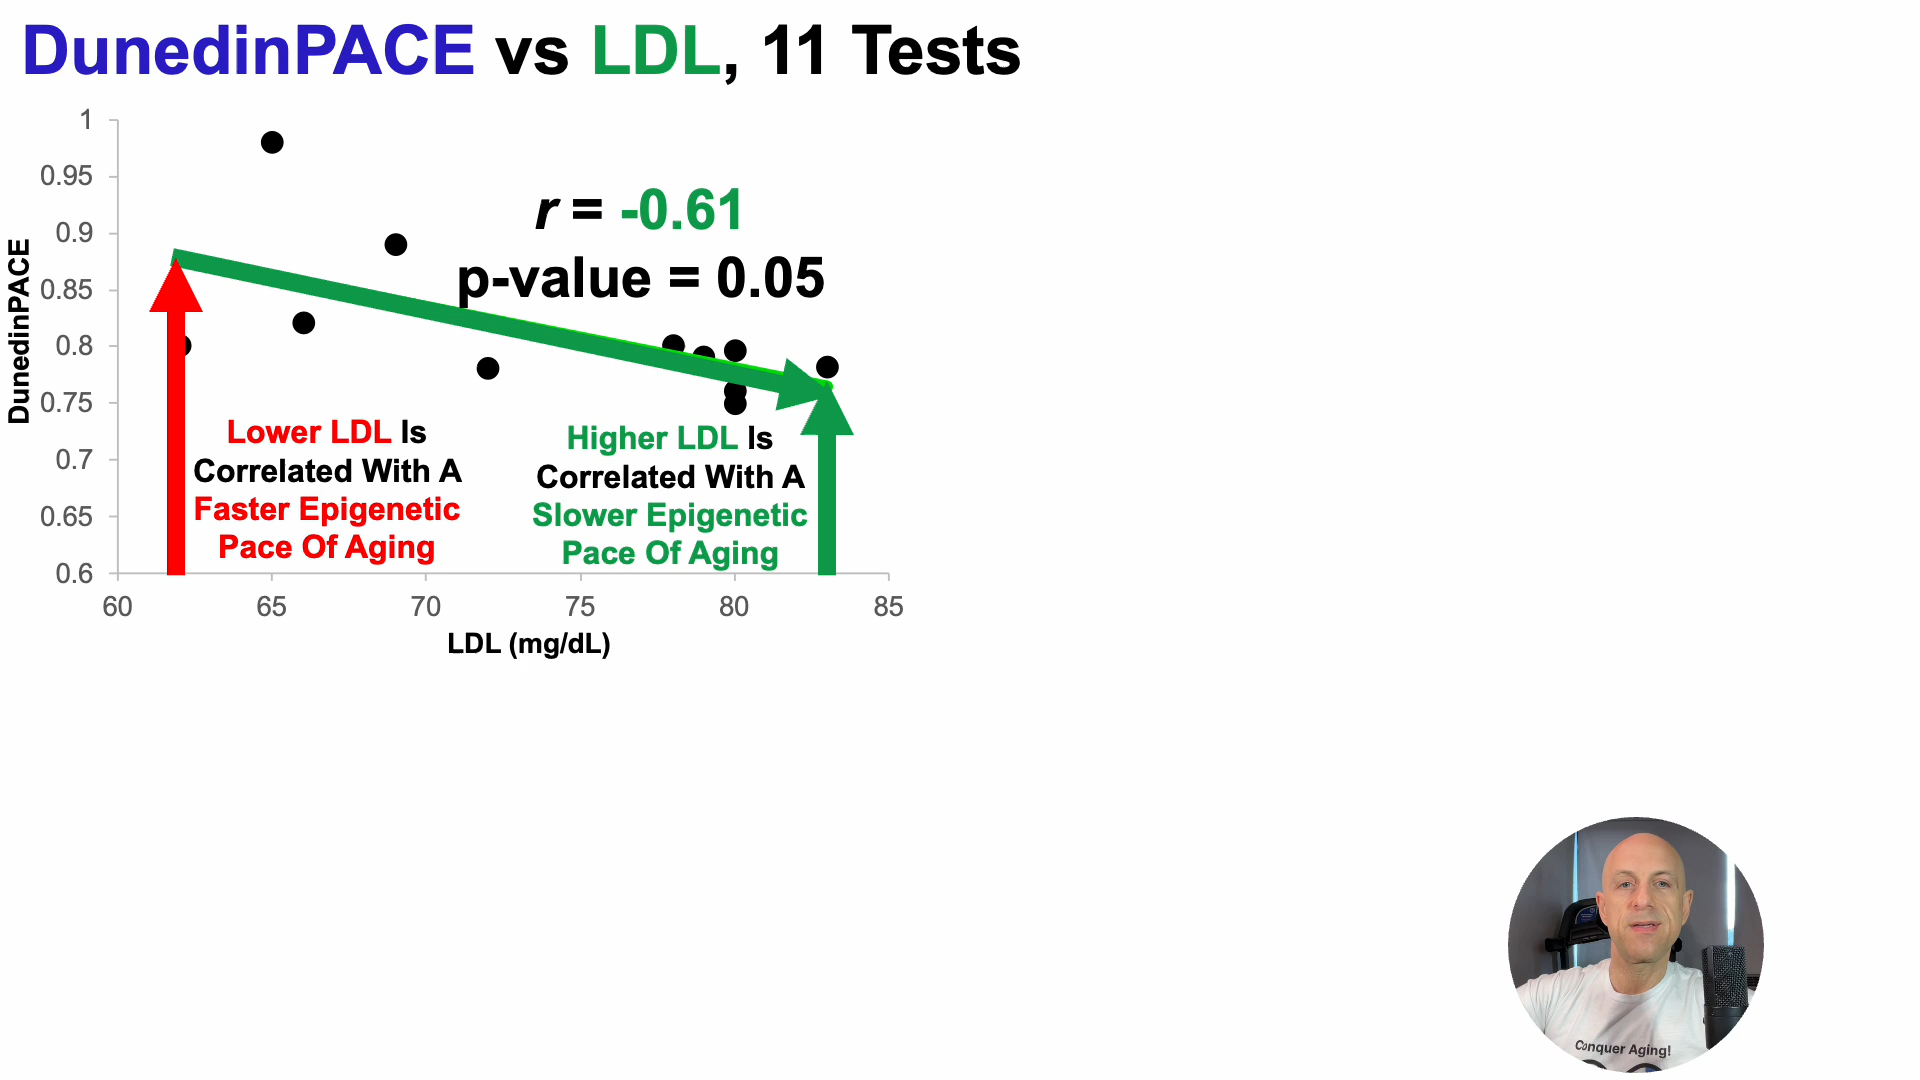 DunedinPACE vs LDL, 11 Tests
1
0.95
0.9
0.85
0.8
0.75
0.7
0.65
0.6
DunedinPACE
r = -0.61
p-value = 0.05
Lower LDL Is
Correlated With A
Faster Epigenetic
Pace Of Aging
Higher LDL Is
Correlated With A
Slower Epigenetic
Pace Of Aging
60 65 70 75 80 85
LDL (mg/dL)
Conquer Aging!